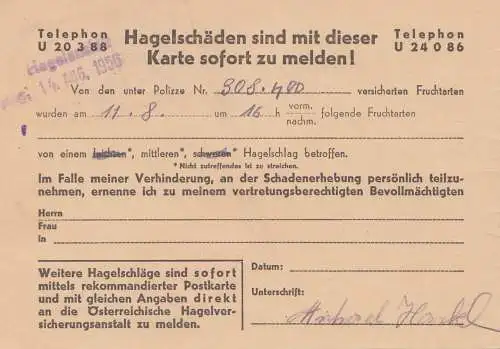 Telephon
U 20 3 88
Hagelschäden sind mit dieser
Karte sofort zu melden!
Telephon
U 24 0 86
14. AUG. 1956
Von den unter Polizze Nr. 308.400 versicherten Fruchtarten
wurden am 11. 8. um 16 h vorm. nachm. folgende Fruchtarten
von einem leichten*, mittleren*, schweren* Hagelschlag betroffen.
* Nicht zutreffendes ist zu streichen.
Im Falle meiner Verhinderung, an der Schadenerhebung persönlich teilzu-
nehmen, ernenne ich zu meinem vertretungsberechtigten Bevollmächtigten
Herrn
Frau
in
Weitere Hagelschläge sind sofort
mittels rekommandierter Postkarte
und mit gleichen Angaben direkt
an die Österreichische Hagelver-
sicherungsanstalt zu melden.
Datum:
Unterschrift: